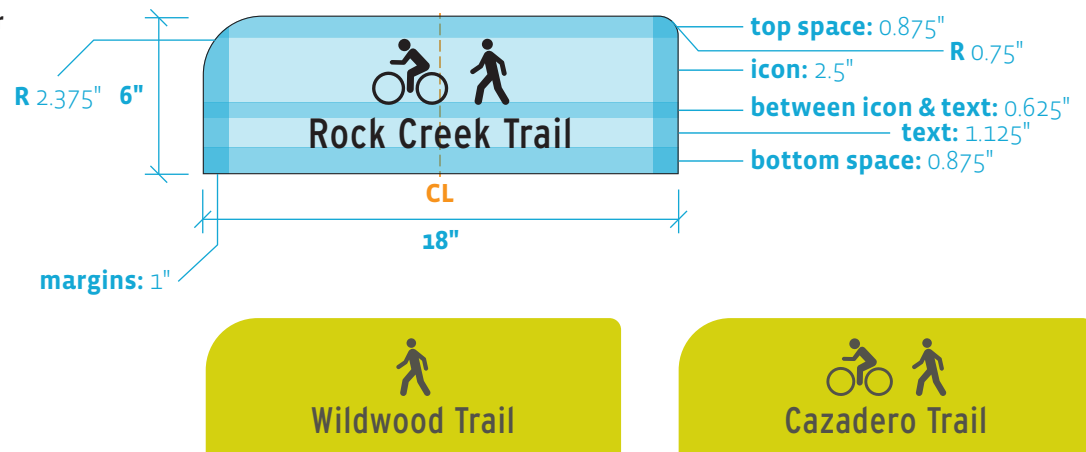 top space: 0.875"
R 0.75"
icon: 2.5"
R 2.375" 6"
between icon & text: 0.625"
text: 1.125"
Rock Creek Trail
bottom space: 0.875"
CL
18"
margins: 1"
Wildwood Trail
Cazadero Trail